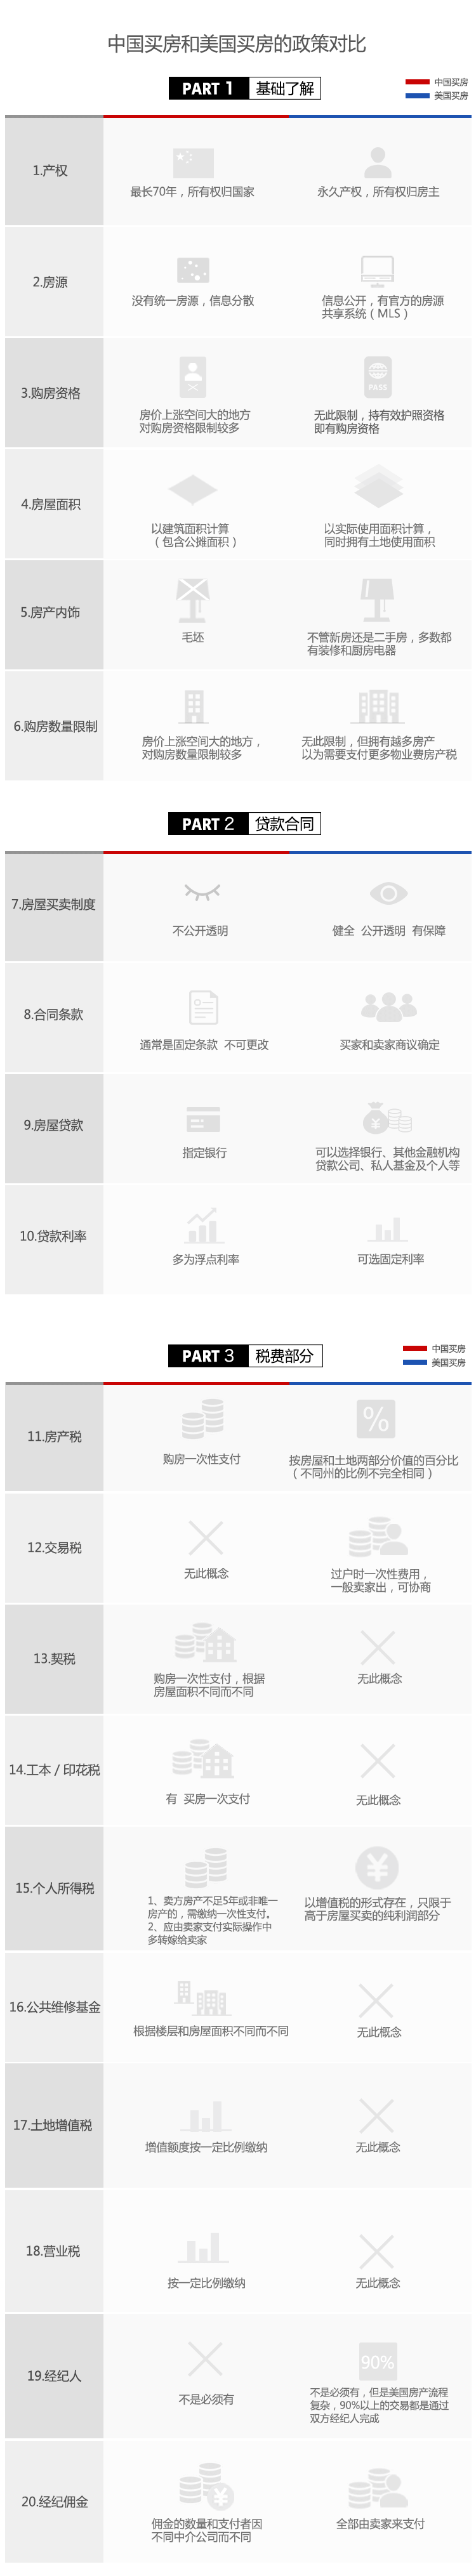 中国买房和美国买房的政策对比
PART 1 基础了解
中国买房
美国买房
1.产权
最长70年，所有权归国家
永久产权，所有权归房主
2.房源
没有统一房源，信息分散
信息公开，有官方的房源
共享系统（MLS）
3.购房资格
PASS
房价上涨空间大的地方
对购房资格限制较多
无此限制，持有效护照资格
即有购房资格
4.房屋面积
以建筑面积计算
（包含公摊面积）
以实际使用面积计算，
同时拥有土地使用面积
5.房产内饰
毛坯
不管新房还是二手房，多数都
有装修和厨房电器
6.购房数量限制
房价上涨空间大的地方，
对购房数量限制较多
无此限制，但拥有越多房产
以为需要支付更多物业费房产税
PART 2 贷款合同
7.房屋买卖制度
不公开透明
健全 公开透明 有保障
8.合同条款
通常是固定条款 不可更改
买家和卖家商议确定
9.房屋贷款
¥
指定银行
可以选择银行、其他金融机构
贷款公司、私人基金及个人等
10.贷款利率
多为浮点利率
可选固定利率
PART 3 税费部分
中国买房
美国买房
11.房产税
%
购房一次性支付
按房屋和土地两部分价值的百分比
（不同州的比例不完全相同）
12.交易税
无此概念
过户时一次性费用，
一般卖家出，可协商
13.契税
购房一次性支付，根据
房屋面积不同而不同
无此概念
14.工本 / 印花税
有 买房一次支付
无此概念
15.个人所得税
¥
1、卖方房产不足5年或非唯一
房产的，需缴纳一次性支付。
2、应由卖家支付实际操作中
多转嫁给卖家
以增值税的形式存在，只限于
高于房屋买卖的纯利润部分
16.公共维修基金
根据楼层和房屋面积不同而不同
无此概念
17.土地增值税
增值额度按一定比例缴纳
无此概念
18.营业税
按一定比例缴纳
无此概念
19.经纪人
90%
不是必须有
不是必须有，但是美国房产流程
复杂，90%以上的交易都是通过
双方经纪人完成
20.经纪佣金
¥
佣金的数量和支付者因
不同中介公司而不同
全部由卖家来支付